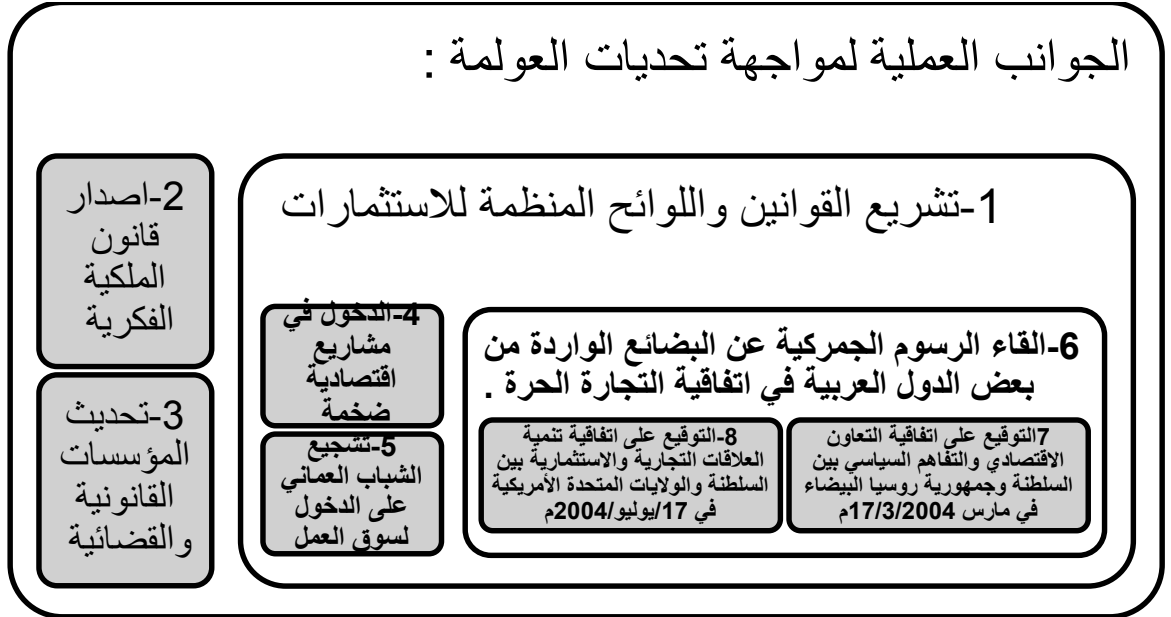 الجوانب العملية لمواجهة تحديات العولمة :
1-تشريع القوانين واللوائح المنظمة للاستثمارات
2-اصدار
قانون
الملكية
الفكرية
3-تحديث
المؤسسات
القانونية
والقضائية
4-الدخول في
مشاريع
اقتصادية
ضخمة
5-تشجيع
الشباب العماني
على الدخول
لسوق العمل
6-القاء الرسوم الجمركية عن البضائع الواردة من
بعض الدول العربية في اتفاقية التجارة الحرة .
7التوقيع على اتفاقية التعاون
الاقتصادي والتفاهم السياسي بين
السلطنة وجمهورية روسيا البيضاء
في مارس 17/3/2004م
8-التوقيع على اتفاقية تنمية
العلاقات التجارية والاستثمارية بين
السلطنة والولايات المتحدة الأمريكية
في 17/يوليو/2004م